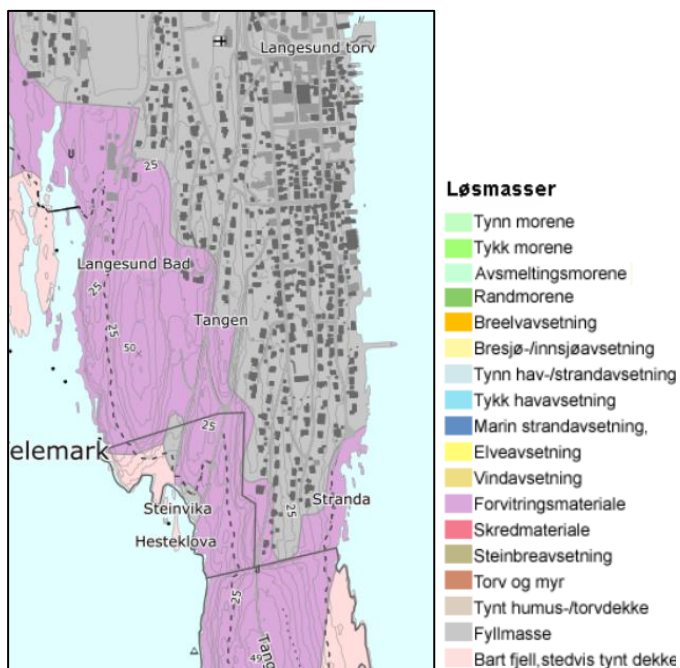 Langesund torv
25
Langesund Bad
25
25
Tangen
50
elemark
25
Steinvika
Stranda
25
Hesteklova
25
49
Tang
Løsmasser
Tynn morene
Tykk morene
Avsmeltingsmorene
Randmorene
Breelvavsetning
Bresjø-/innsjøavsetning
Tynn hav-/strandavsetning
Tykk havavsetning
Marin strandavsetning,
Elveavsetning
Vindavsetning
Forvitringsmateriale
Skredmateriale
Steinbreavsetning
Torv og myr
Tynt humus-/torvdekke
Fyllmasse
Bart fjell,stedvis tynt dekke